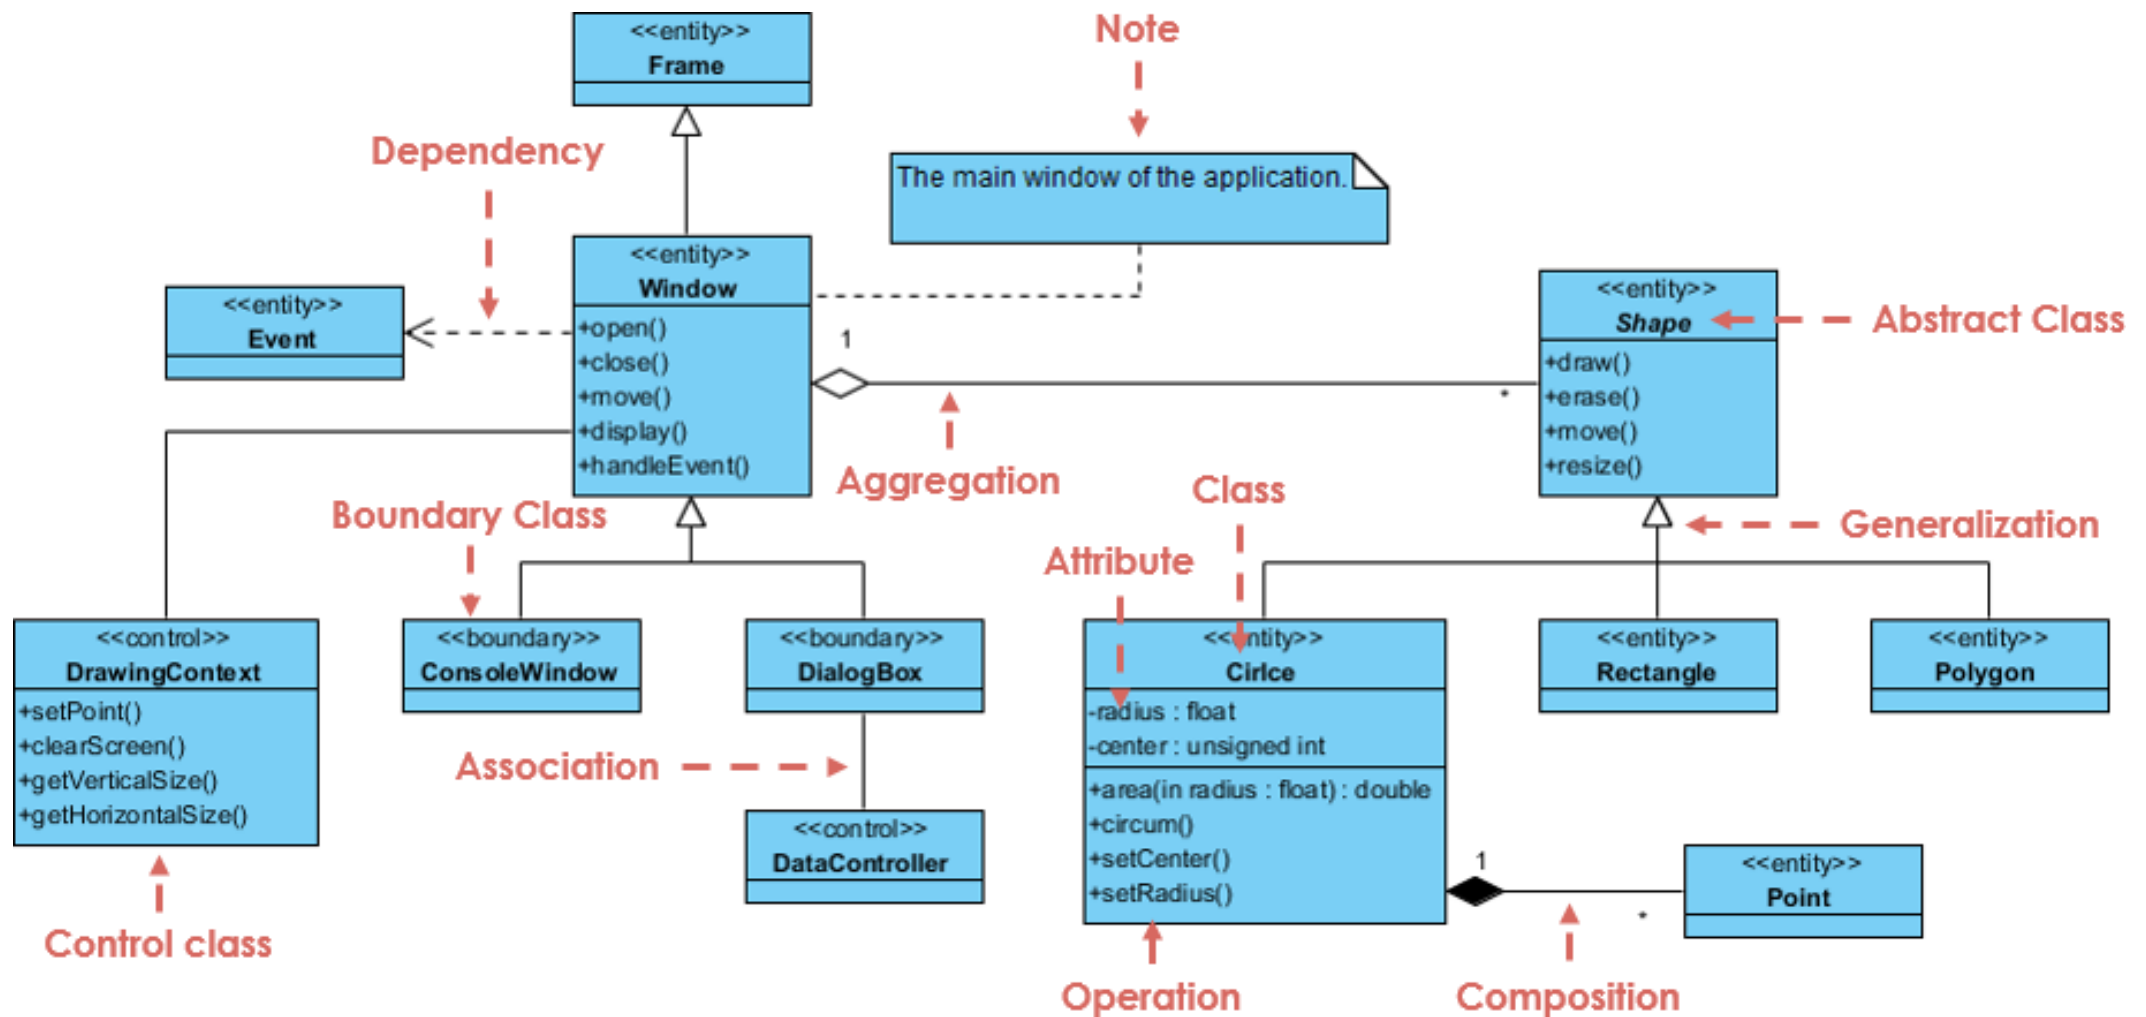 <<entity>>
Frame
Note
Dependency
The main window of the application.
<<entity>>
Window
+open()
+close()
+move()
+display()
+handleEvent()
<<entity>>
Event
1
*
<<entity>>
Shape
+draw()
+erase()
+move()
+resize()
Abstract Class
Aggregation
Class
Boundary Class
Attribute
Generalization
<<control>>
DrawingContext
+setPoint()
+clearScreen()
+getVerticalSize()
+getHorizontalSize()
<<boundary>>
ConsoleWindow
<<boundary>>
DialogBox
<<entity>>
Cirlce
-radius : float
-center : unsigned int
+area(in radius : float) : double
+circum()
+setCenter()
+setRadius()
<<entity>>
Rectangle
<<entity>>
Polygon
Association
<<control>>
DataController
1
*
<<entity>>
Point
Control class
Operation
Composition